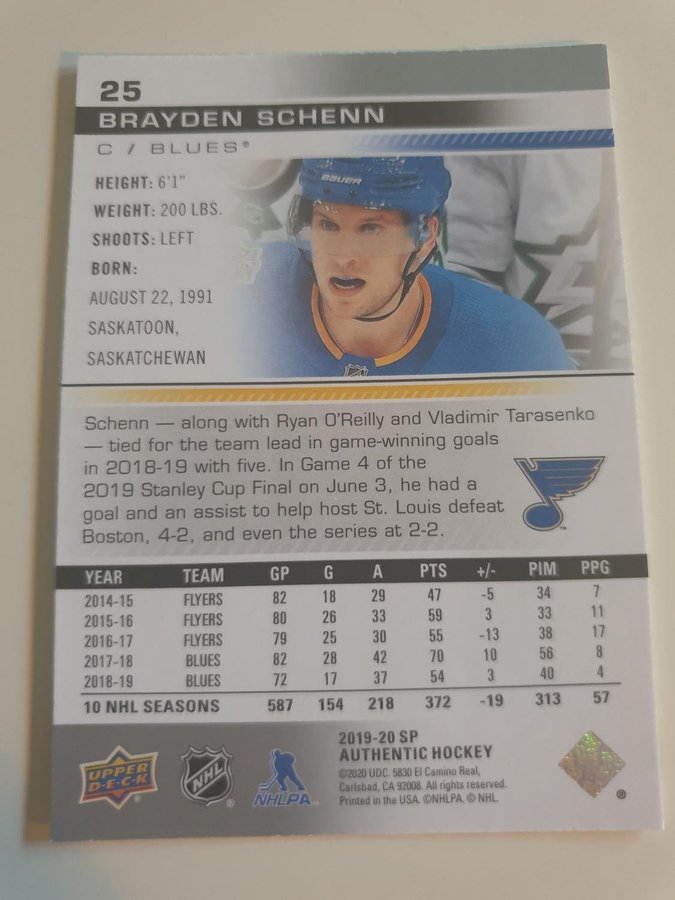 25
BRAYDEN SCHENN
C / BLUES®
BAUER
HEIGHT: 6'1"
WEIGHT: 200 LBS.
SHOOTS: LEFT
BORN:
AUGUST 22, 1991
SASKATOON,
SASKATCHEWAN
Schenn — along with Ryan O'Reilly and Vladimir Tarasenko
— tied for the team lead in game-winning goals
in 2018-19 with five. In Game 4 of the
2019 Stanley Cup Final on June 3, he had a
goal and an assist to help host St. Louis defeat
Boston, 4-2, and even the series at 2-2.
™
YEAR TEAM GP G A PTS +/- PIM PPG
2014-15 FLYERS 82 18 29 47 -5 34 7
2015-16 FLYERS 80 26 33 59 3 33 11
2016-17 FLYERS 79 25 30 55 -13 38 17
2017-18 BLUES 82 28 42 70 10 56 8
2018-19 BLUES 72 17 37 54 3 40 4
10 NHL SEASONS 587 154 218 372 -19 313 57
UPPER
D·E·C·K
NHL
®
NHLPA
2019-20 SP
AUTHENTIC HOCKEY
©2020 UDC. 5830 El Camino Real,
Carlsbad, CA 92008. All rights reserved.
Printed in the USA. ©NHLPA. © NHL.
®